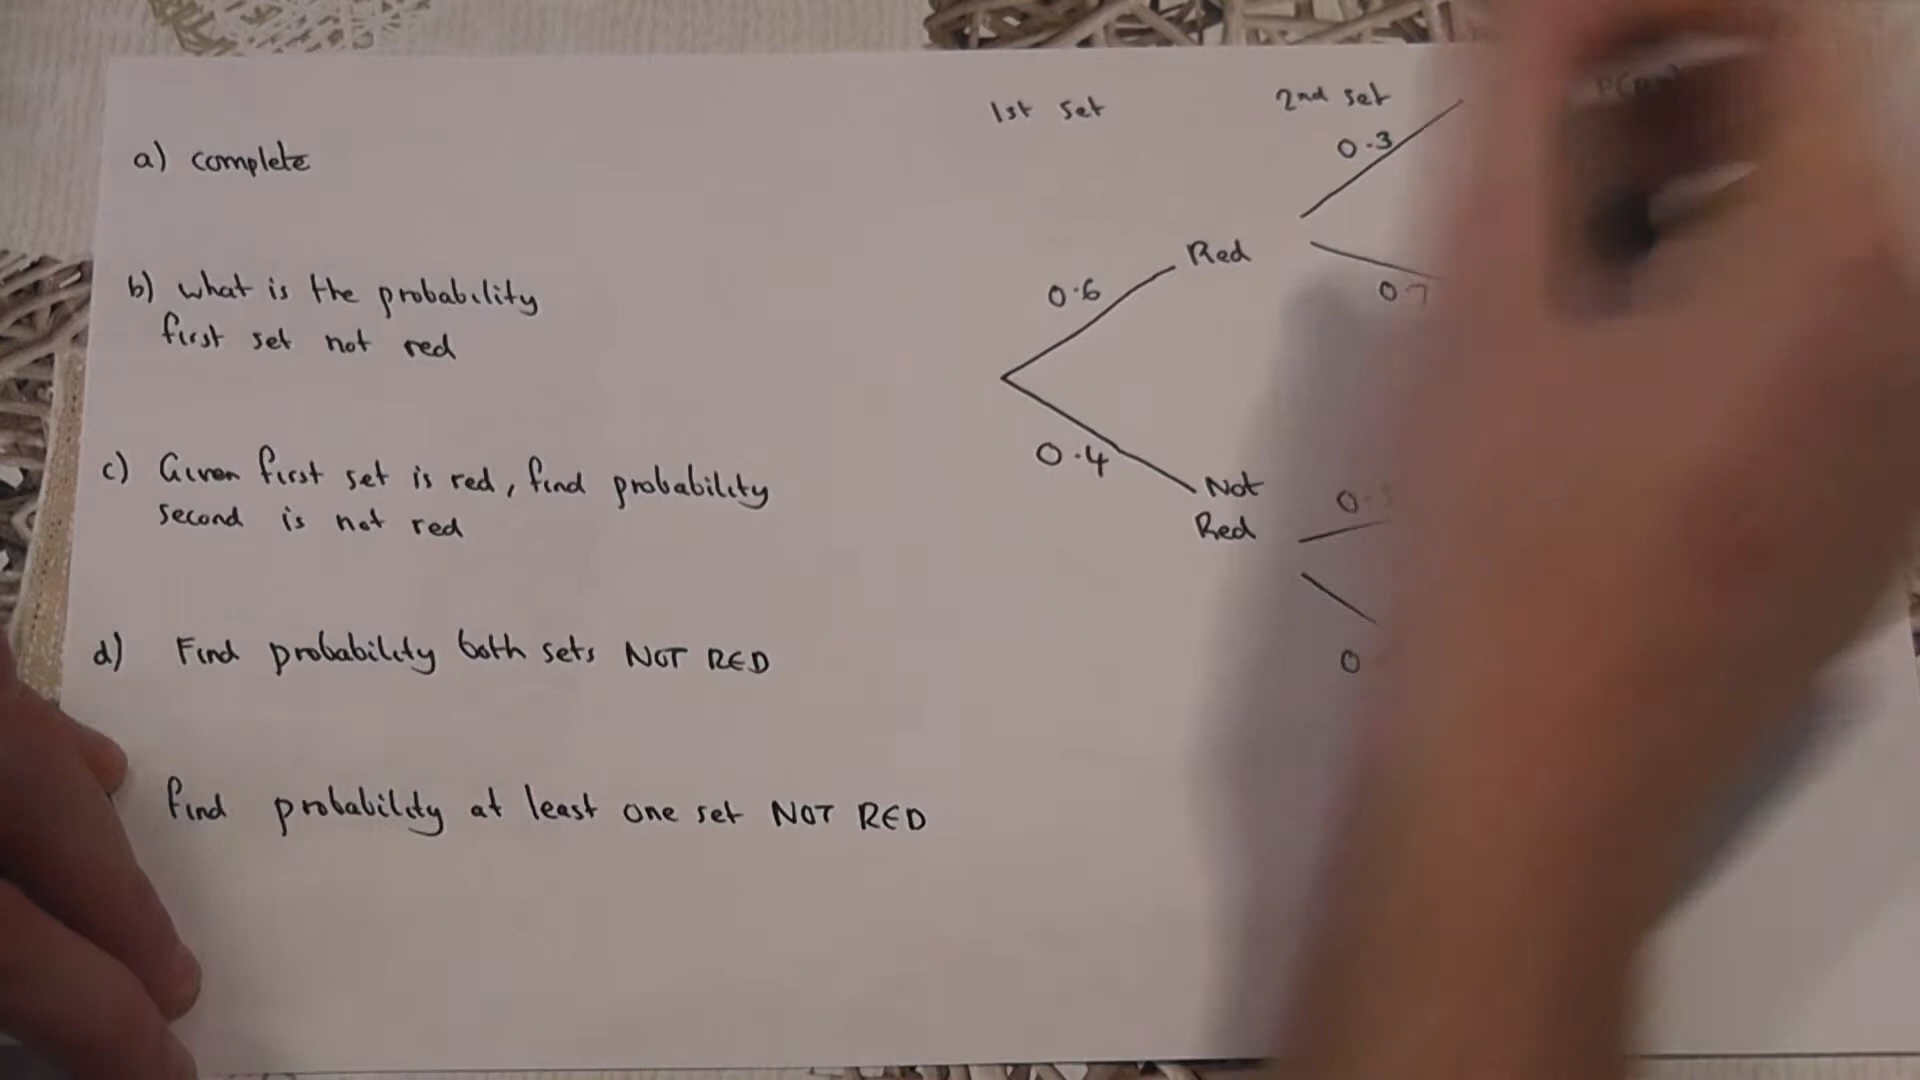 1st set
2nd set
a) complete
0.3
b) what is the probability
first set not red
Red
0.6
0.7
c) Given first set is red, find probability
second is not red
0.4
Not
Red
d) Find probability both sets NOT RED
0
find probability at least one set NOT RED